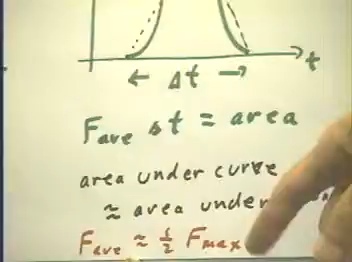 t
← Δt →
Fave Δt = area
area under curve
≈ area under
Fave ≈ 1/2 Fmax